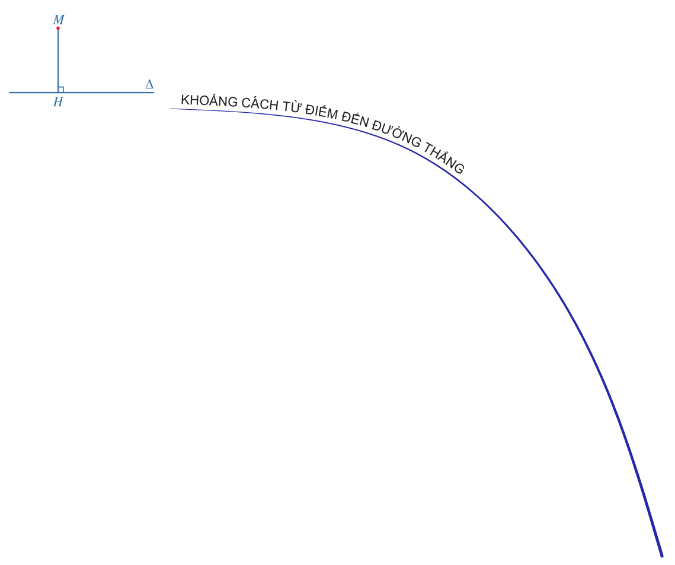 M
Δ
H
KHOẢNG CÁCH TỪ ĐIỂM ĐẾN ĐƯỜNG THẲNG